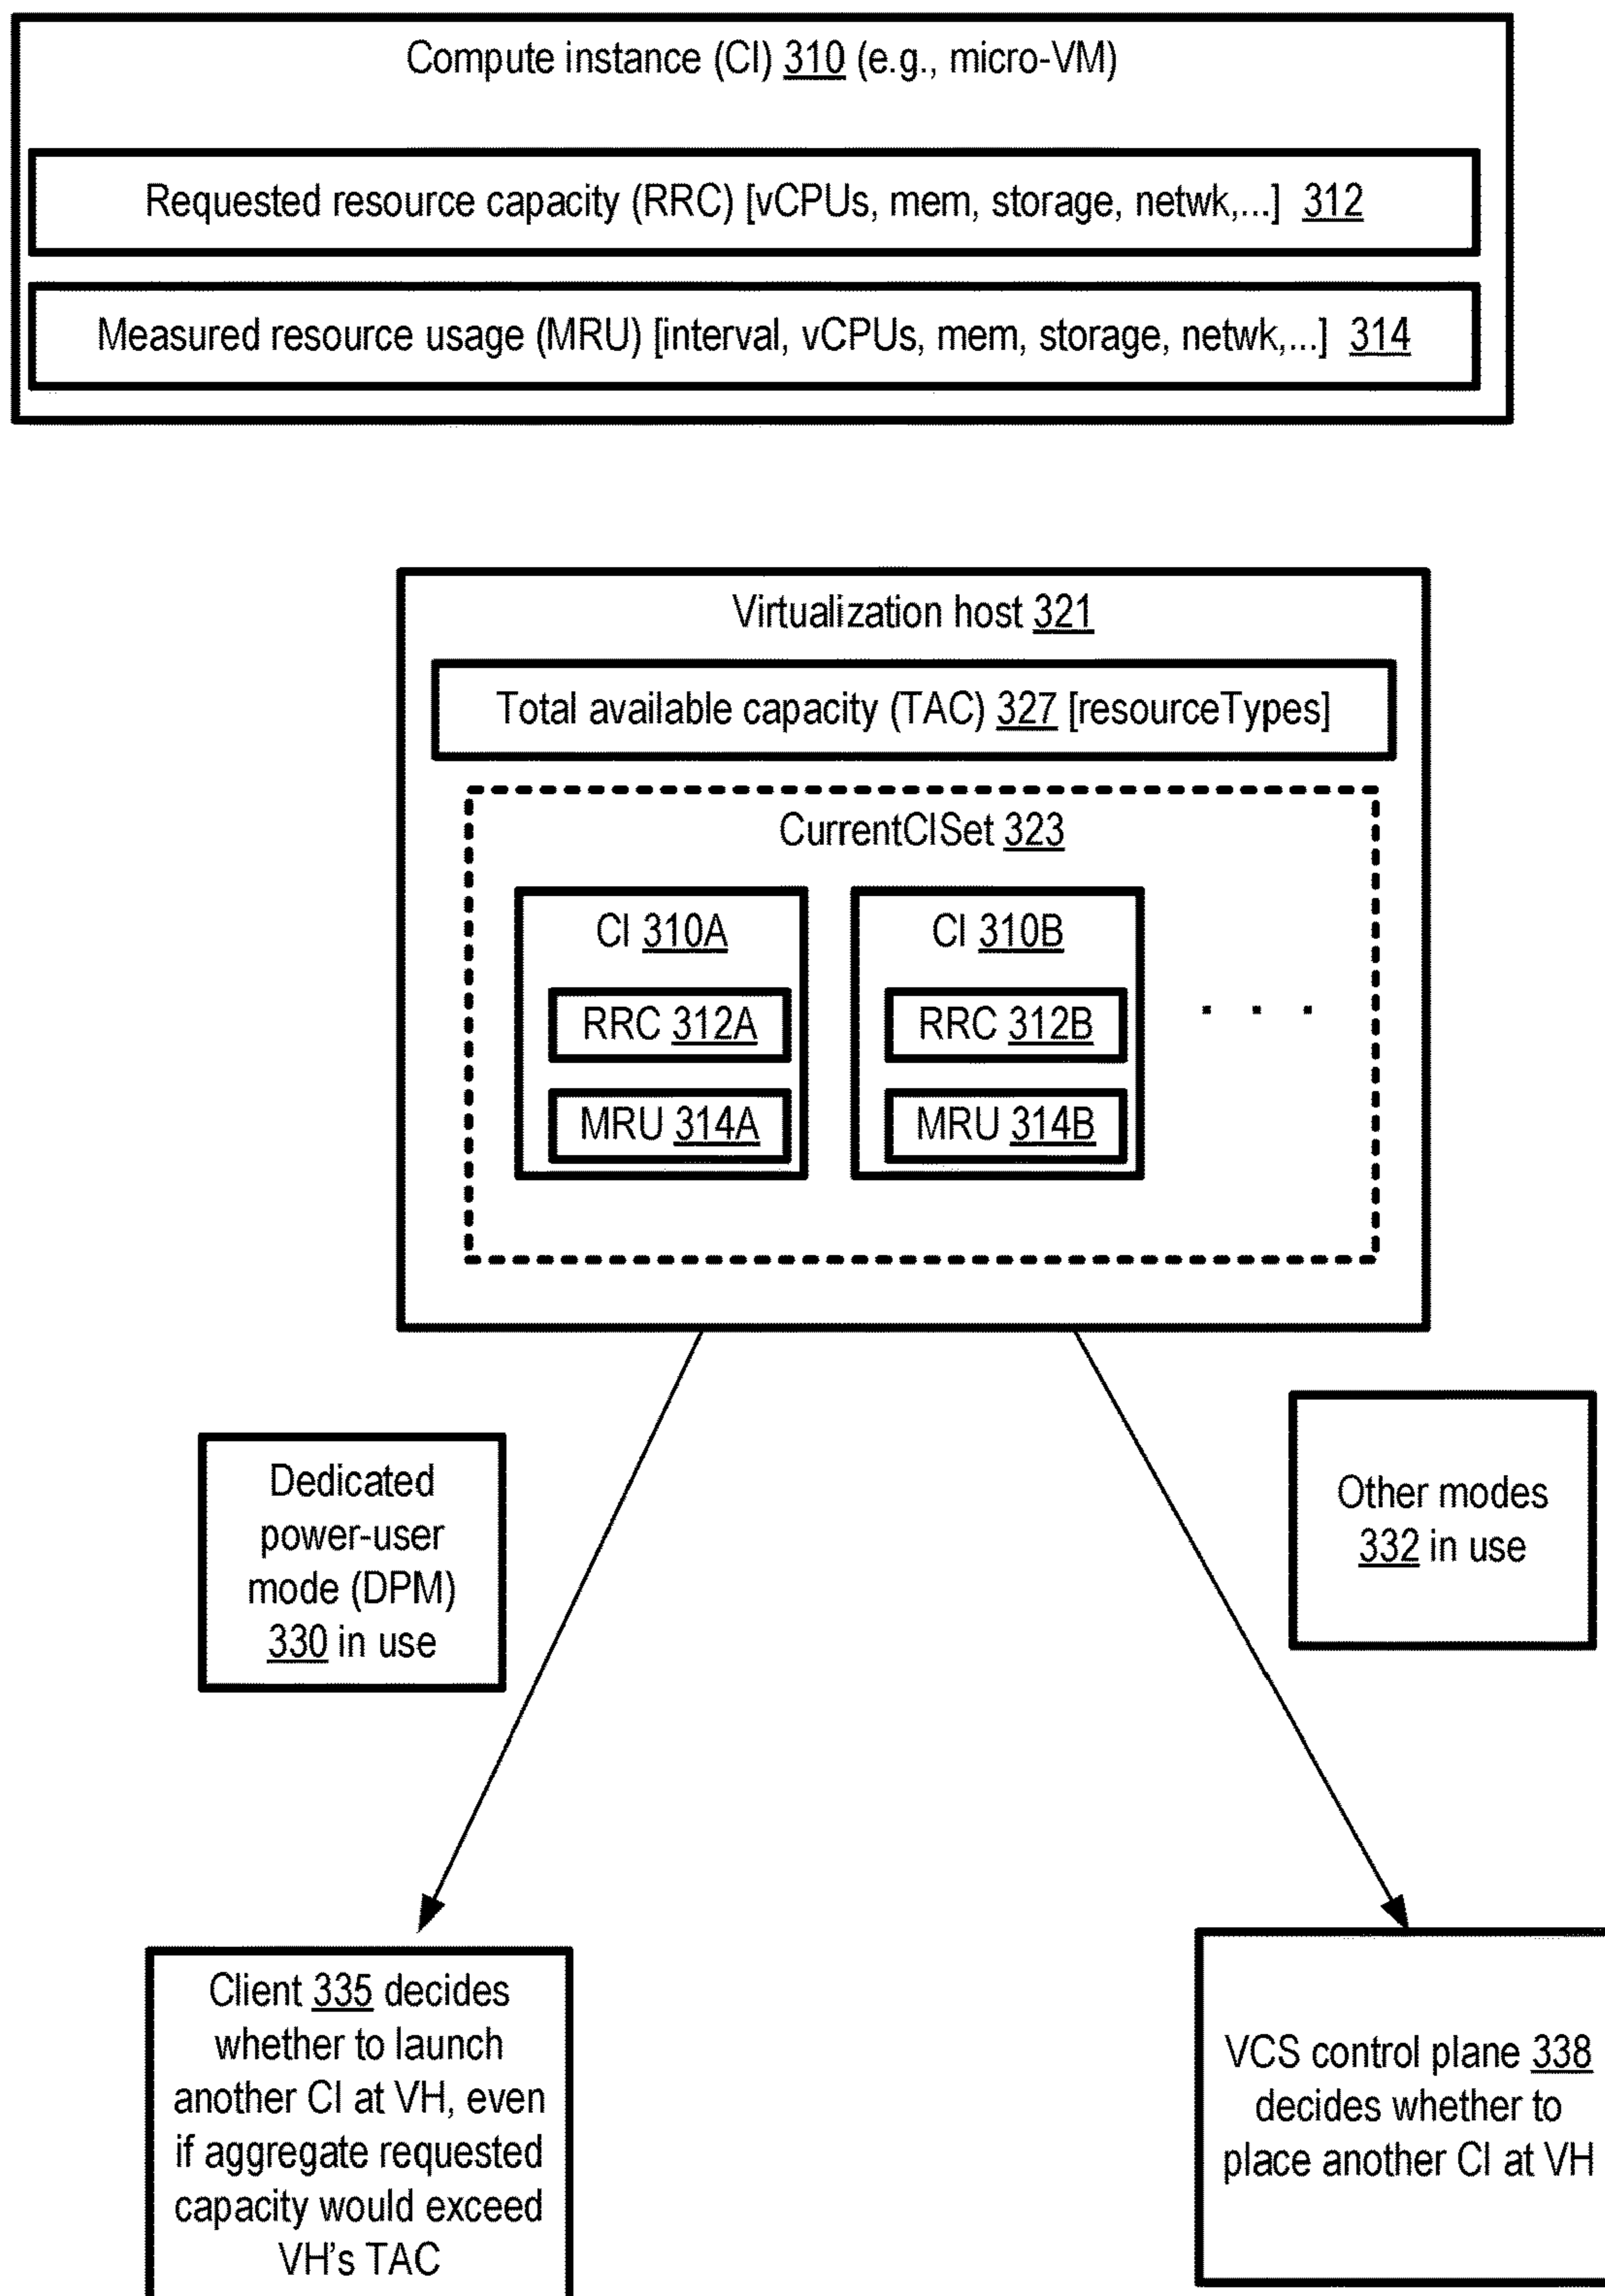 Compute instance (CI) 310 (e.g., micro-VM)
Requested resource capacity (RRC) [vCPUs, mem, storage, netwk,...] 312
Measured resource usage (MRU) [interval, vCPUs, mem, storage, netwk,...] 314
Virtualization host 321
Total available capacity (TAC) 327 [resourceTypes]
CurrentCISet 323
CI 310A
RRC 312A
MRU 314A
CI 310B
RRC 312B
MRU 314B
. . .
Dedicated
power-user
mode (DPM)
330 in use
Other modes
332 in use
Client 335 decides
whether to launch
another CI at VH, even
if aggregate requested
capacity would exceed
VH's TAC
VCS control plane 338
decides whether to
place another CI at VH